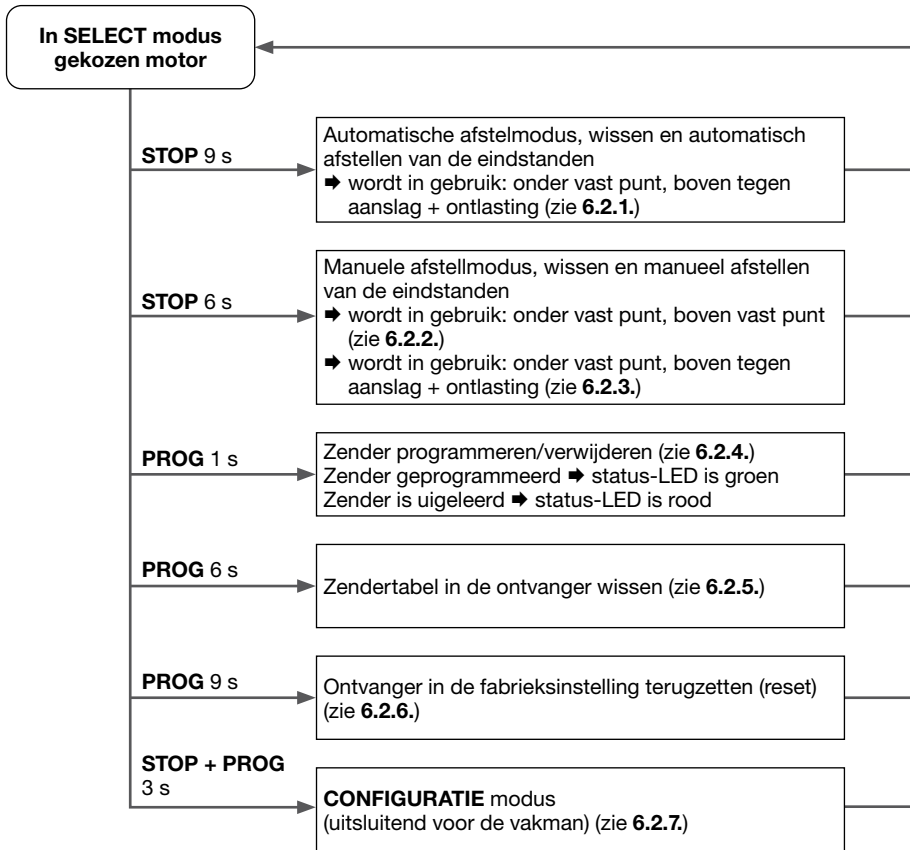 In SELECT modus
gekozen motor
STOP 9 s
Automatische afstelmodus, wissen en automatisch
afstellen van de eindstanden
➡ wordt in gebruik: onder vast punt, boven tegen
aanslag + ontlasting (zie 6.2.1.)
STOP 6 s
Manuele afstellmodus, wissen en manueel afstellen
van de eindstanden
➡ wordt in gebruik: onder vast punt, boven vast punt
(zie 6.2.2.)
➡ wordt in gebruik: onder vast punt, boven tegen
aanslag + ontlasting (zie 6.2.3.)
PROG 1 s
Zender programmeren/verwijderen (zie 6.2.4.)
Zender geprogrammeerd ➡ status-LED is groen
Zender is uigeleerd ➡ status-LED is rood
PROG 6 s
Zendertabel in de ontvanger wissen (zie 6.2.5.)
PROG 9 s
Ontvanger in de fabrieksinstelling terugzetten (reset)
(zie 6.2.6.)
STOP + PROG
3 s
CONFIGURATIE modus
(uitsluitend voor de vakman) (zie 6.2.7.)